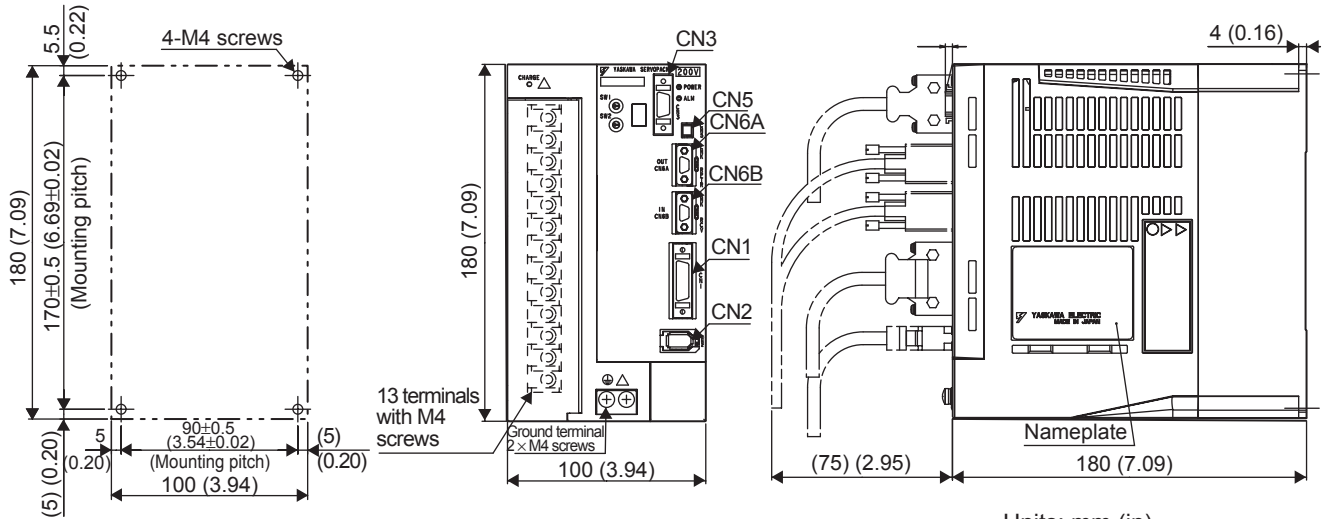 5.5
(0.22)
4-M4 screws
180 (7.09)
170±0.5 (6.69±0.02)
(Mounting pitch)
5
(0.20)
90±0.5
(3.54±0.02)
(Mounting pitch)
(5)
(0.20)
100 (3.94)
(5) (0.20)
180 (7.09)
CHARGE
YASKAWA SERVOPACK
200V
SW1
SW2
POWER
ALM
OUT
CN6A
IN
CN6B
CN3
CN5
CN6A
CN6B
CN1
CN2
13 terminals
with M4
screws
Ground terminal
2×M4 screws
100 (3.94)
4 (0.16)
YASKAWA ELECTRIC
MADE IN JAPAN
Nameplate
(75) (2.95)
180 (7.09)